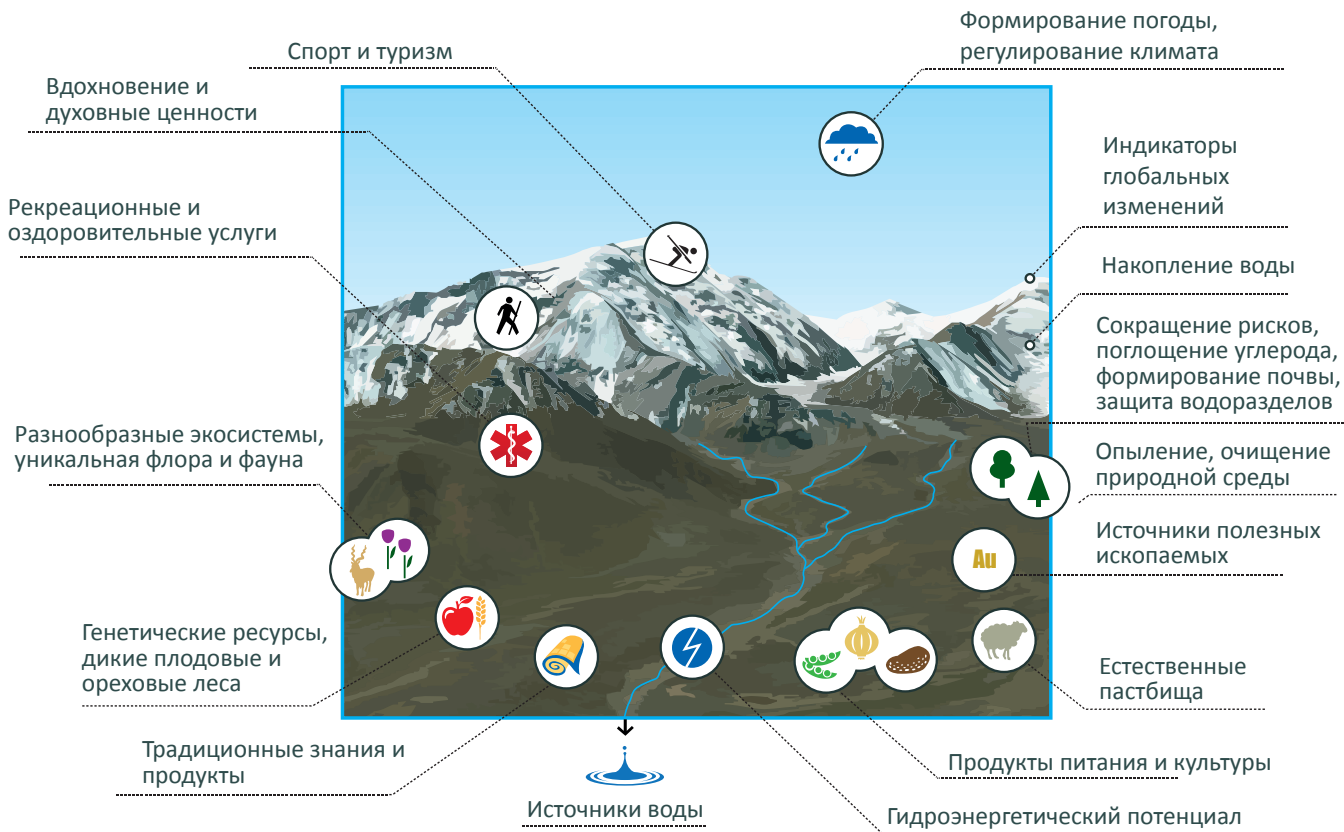 Формирование погоды,
регулирование климата
Спорт и туризм
Вдохновение и
духовные ценности
Индикаторы
глобальных
изменений
Рекреационные и
оздоровительные услуги
Накопление воды
Сокращение рисков,
поглощение углерода,
формирование почвы,
защита водоразделов
Разнообразные экосистемы,
уникальная флора и фауна
Опыление, очищение
природной среды
Источники полезных
ископаемых
Au
Генетические ресурсы,
дикие плодовые и
ореховые леса
Естественные
пастбища
Традиционные знания и
продукты
Продукты питания и культуры
Источники воды
Гидроэнергетический потенциал